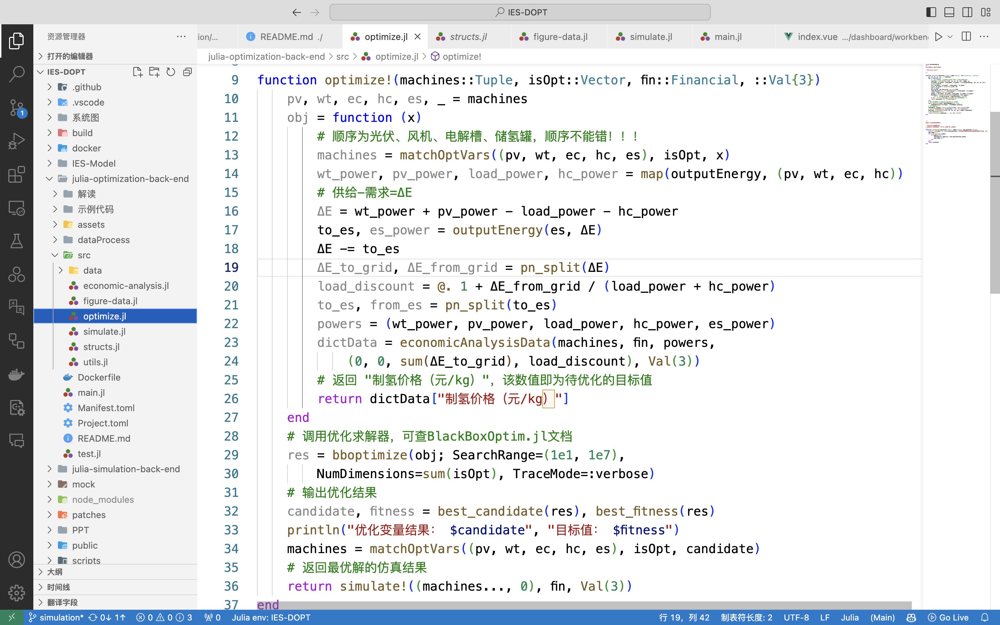 IES-DOPT
资源管理器
打开的编辑器
IES-DOPT
.github
.vscode
系统图
build
docker
IES-Model
julia-optimization-back-end
解读
示例代码
assets
dataProcess
src
data
economic-analysis.jl
figure-data.jl
optimize.jl
simulate.jl
structs.jl
utils.jl
Dockerfile
main.jl
Manifest.toml
Project.toml
README.md
test.jl
julia-simulation-back-end
mock
node_modules
patches
PPT
public
scripts
大纲
时间线
翻译字段
1
ion/... README.md ./ optimize.jl structs.jl figure-data.jl simulate.jl main.jl index.vue .../dashboard/workben
julia-optimization-back-end > src > optimize.jl > optimize!
9 function optimize!(machines::Tuple, isOpt::Vector, fin::Financial, ::Val{3})
10 pv, wt, ec, hc, es, _ = machines
11 obj = function (x)
12 # 顺序为光伏、风机、电解槽、储氢罐，顺序不能错！！！
13 machines = matchOptVars((pv, wt, ec, hc, es), isOpt, x)
14 wt_power, pv_power, load_power, hc_power = map(outputEnergy, (pv, wt, ec, hc))
15 # 供给-需求=ΔE
16 ΔE = wt_power + pv_power - load_power - hc_power
17 to_es, es_power = outputEnergy(es, ΔE)
18 ΔE -= to_es
19 ΔE_to_grid, ΔE_from_grid = pn_split(ΔE)
20 load_discount = @. 1 + ΔE_from_grid / (load_power + hc_power)
21 to_es, from_es = pn_split(to_es)
22 powers = (wt_power, pv_power, load_power, hc_power, es_power)
23 dictData = economicAnalysisData(machines, fin, powers,
24 (0, 0, sum(ΔE_to_grid), load_discount), Val(3))
25 # 返回 "制氢价格（元/kg）"，该数值即为待优化的目标值
26 return dictData["制氢价格（元/kg）"]
27 end
28 # 调用优化求解器，可查BlackBoxOptim.jl文档
29 res = bboptimize(obj; SearchRange=(1e1, 1e7),
30 NumDimensions=sum(isOpt), TraceMode=:verbose)
31 # 输出优化结果
32 candidate, fitness = best_candidate(res), best_fitness(res)
33 println("优化变量结果： $candidate", "目标值： $fitness")
34 machines = matchOptVars((pv, wt, ec, hc, es), isOpt, candidate)
35 # 返回最优解的仿真结果
36 return simulate!((machines..., 0), fin, Val(3))
37 end
simulation* 0↓ 1↑ 0 0 3 0 Julia env: IES-DOPT 行 19，列 42 制表符长度: 2 UTF-8 LF Julia (Main) Go Live